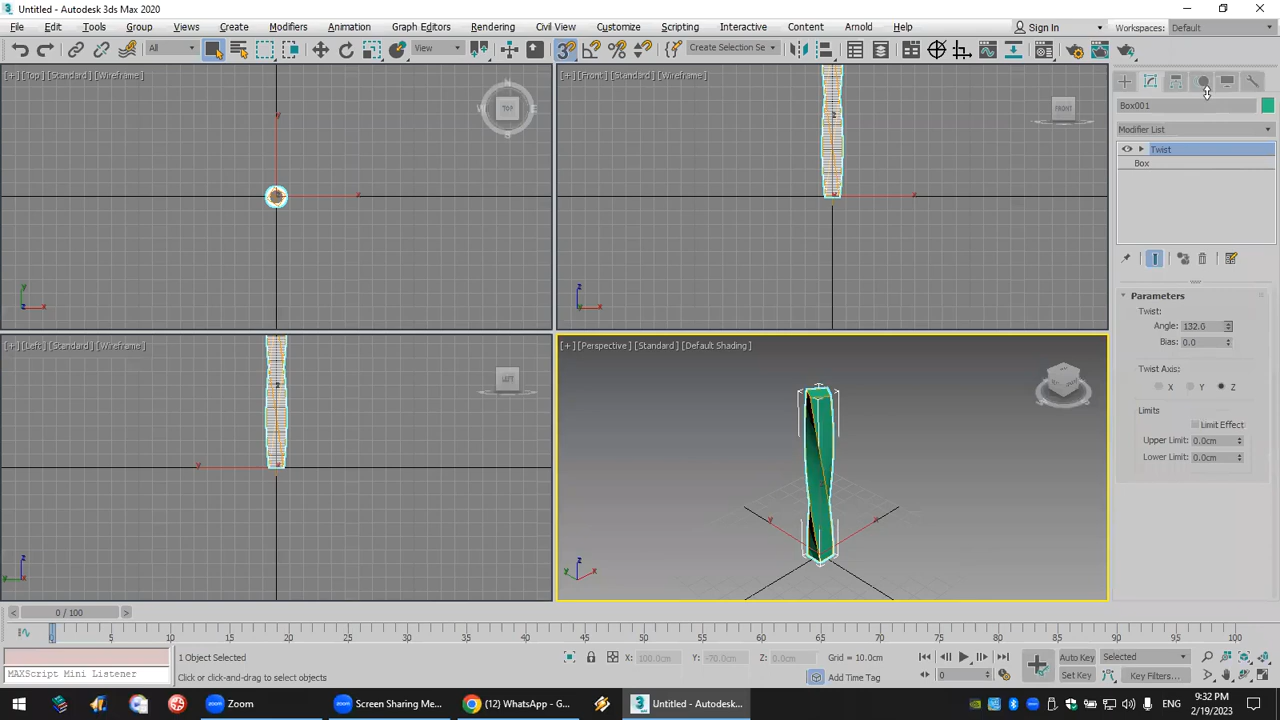 Untitled - Autodesk 3ds Max 2020
File Edit Tools Group Views Create Modifiers Animation Graph Editors Rendering Civil View Customize Scripting Interactive Content Arnold Help Sign In Workspaces: Default
All View Create Selection Se
[+] [Top] [Standard] [Wireframe]
N
W TOP E
S
[+] [Front] [Standard] [Wireframe]
FRONT
Box001
Modifier List
Twist
Box
y
x
x
z
x
y
x
Parameters
Twist:
Angle: 132.0
Bias: 0.0
Twist Axis:
X Y Z
Limits
Limit Effect
Upper Limit: 0.0cm
Lower Limit: 0.0cm
[+] [Left] [Standard] [Wireframe]
LEFT
[+] [Perspective] [Standard] [Default Shading]
y
z
y
y x
z
x
0 / 100
0 5 10 15 20 25 30 35 40 45 50 55 60 65 70 75 80 85 90 95 100
MAXScript Mini Listener
1 Object Selected
Click or click-and-drag to select objects
X: 100.0cm Y: -70.0cm Z: 0.0cm Grid = 10.0cm
Add Time Tag
0
Auto Key Selected
Set Key Key Filters...
Zoom
Screen Sharing Me...
(12) WhatsApp - G...
Untitled - Autodesk...
ENG
9:32 PM
2/19/2023